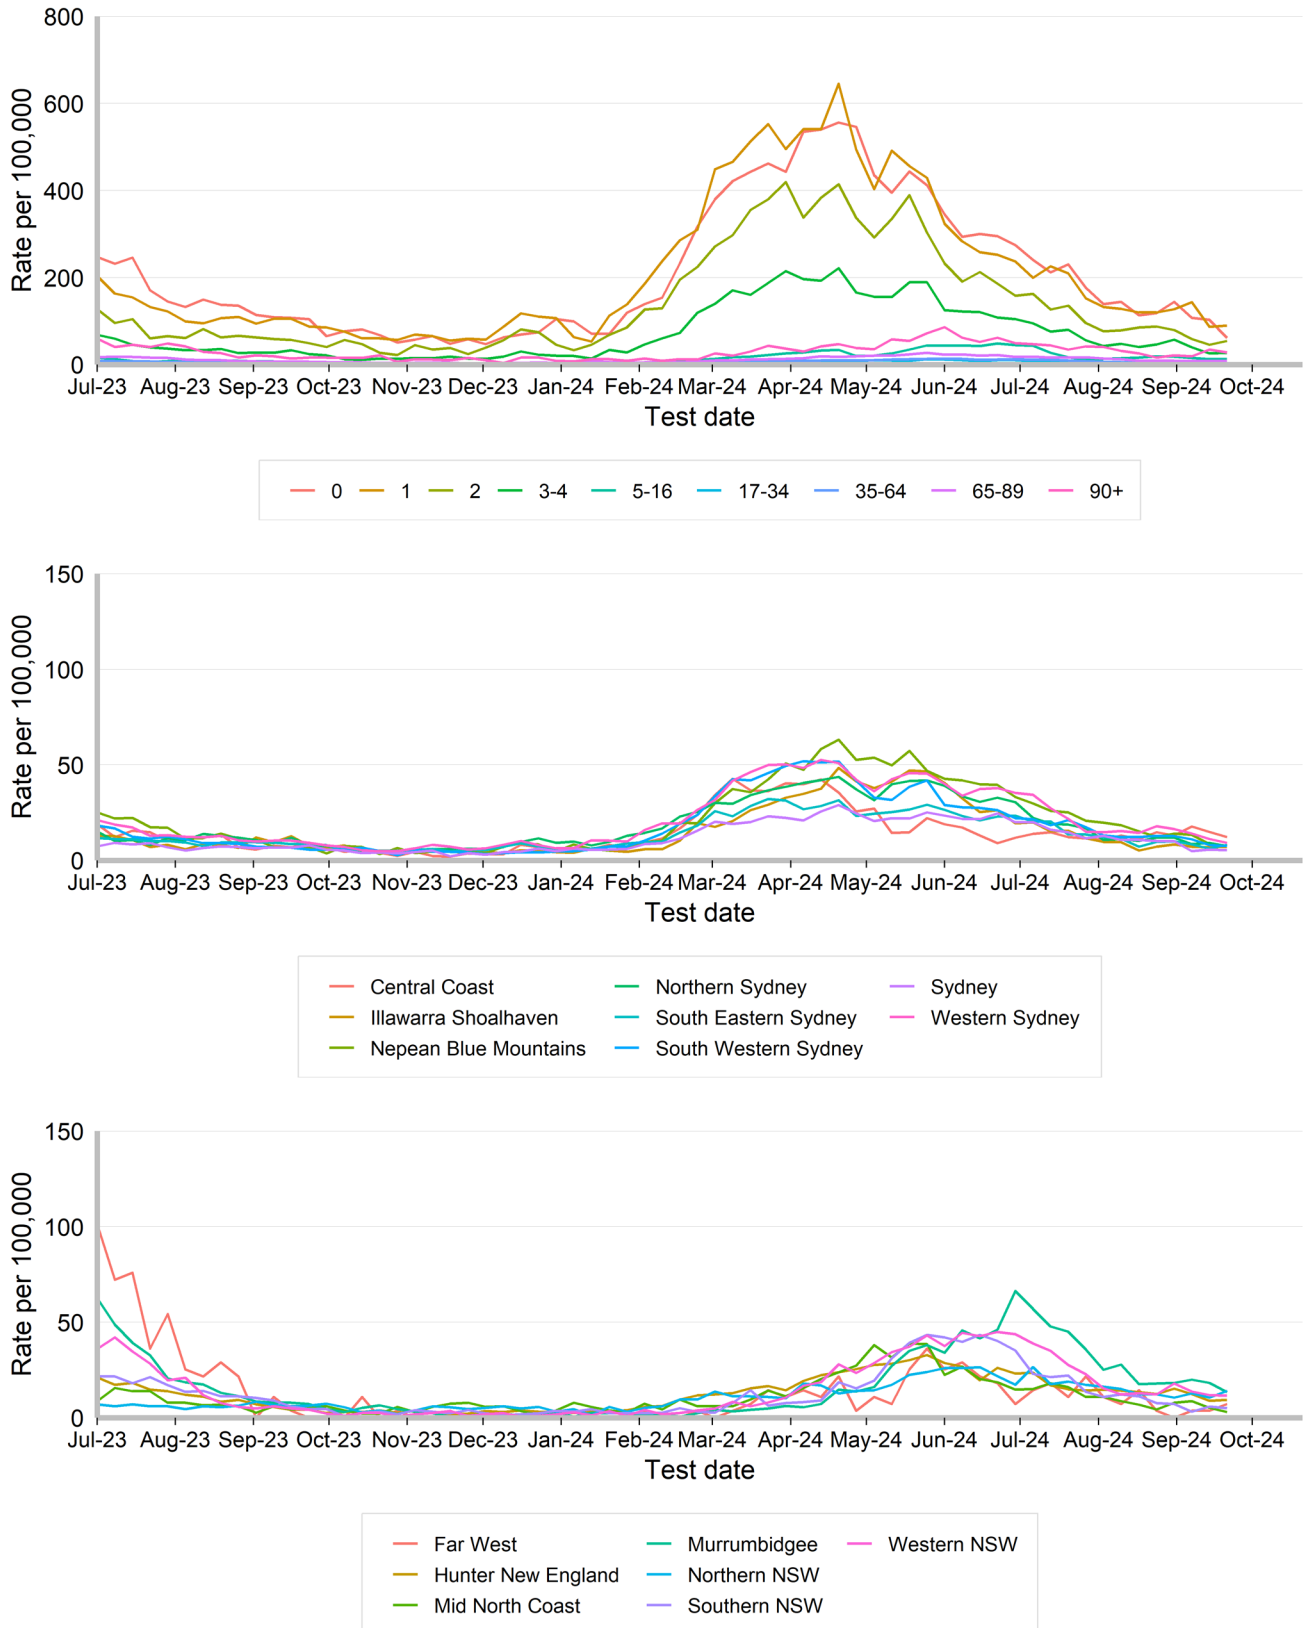 800
600
400
200
0
Rate per 100,000
Jul-23 Aug-23 Sep-23 Oct-23 Nov-23 Dec-23 Jan-24 Feb-24 Mar-24 Apr-24 May-24 Jun-24 Jul-24 Aug-24 Sep-24 Oct-24
Test date
0 1 2 3-4 5-16 17-34 35-64 65-89 90+
150
100
50
0
Rate per 100,000
Jul-23 Aug-23 Sep-23 Oct-23 Nov-23 Dec-23 Jan-24 Feb-24 Mar-24 Apr-24 May-24 Jun-24 Jul-24 Aug-24 Sep-24 Oct-24
Test date
Central Coast Northern Sydney Sydney
Illawarra Shoalhaven South Eastern Sydney Western Sydney
Nepean Blue Mountains South Western Sydney
150
100
50
0
Rate per 100,000
Jul-23 Aug-23 Sep-23 Oct-23 Nov-23 Dec-23 Jan-24 Feb-24 Mar-24 Apr-24 May-24 Jun-24 Jul-24 Aug-24 Sep-24 Oct-24
Test date
Far West Murrumbidgee Western NSW
Hunter New England Northern NSW
Mid North Coast Southern NSW